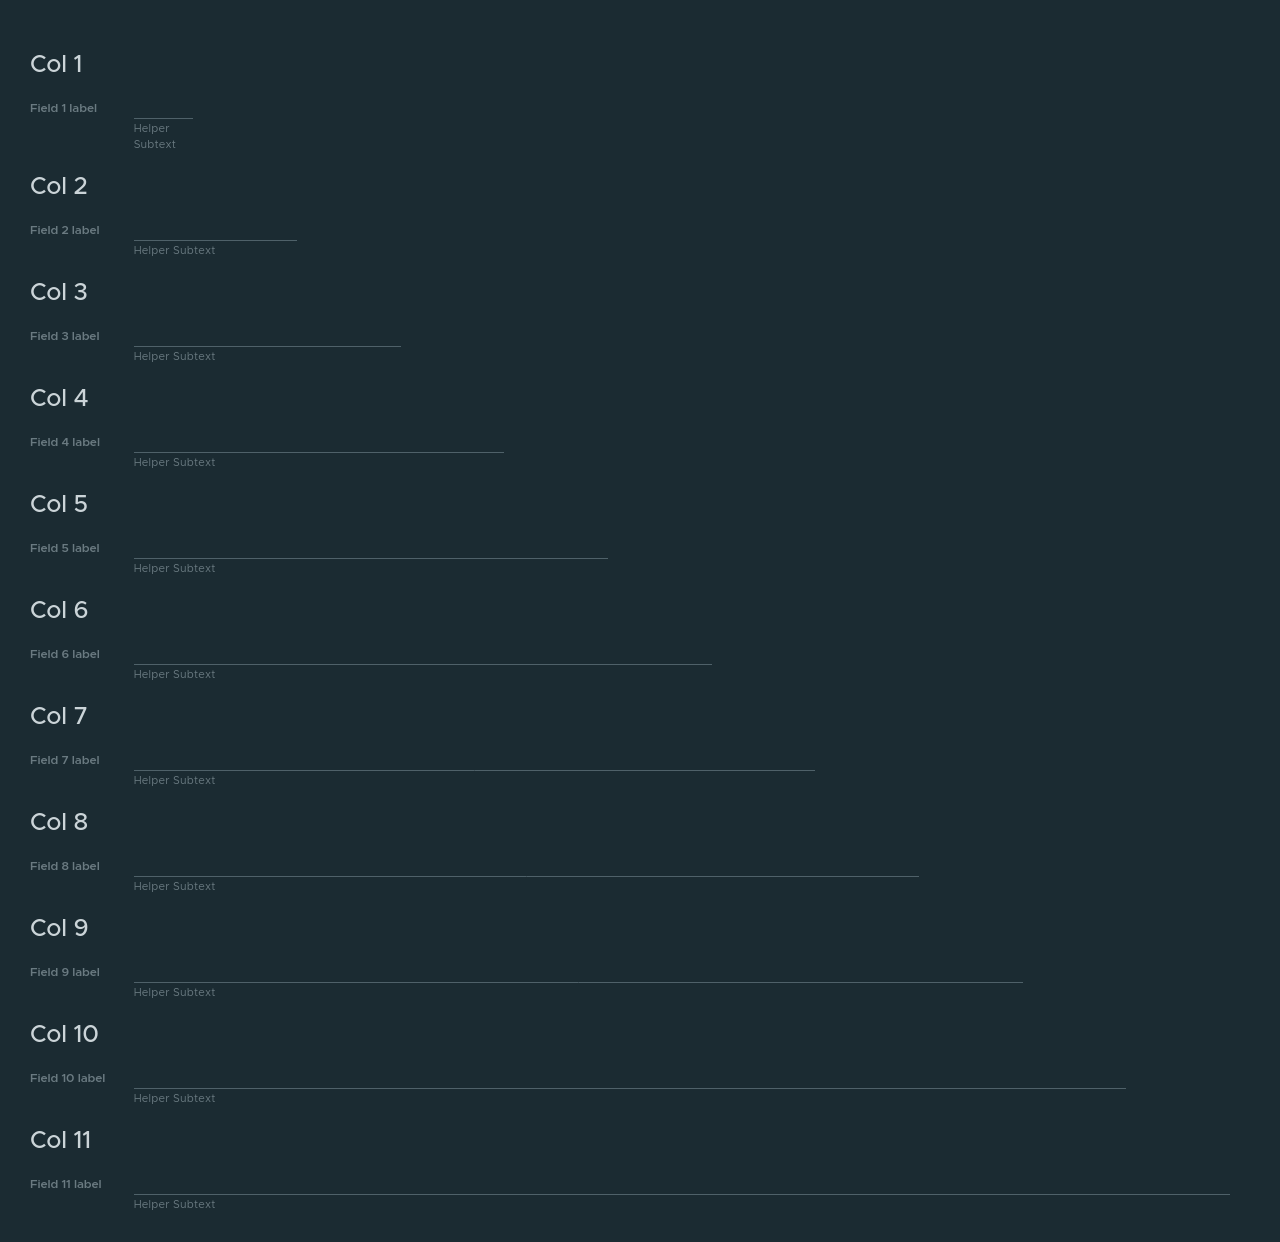 Col 1
Field 1 label
Helper
Subtext
Col 2
Field 2 label
Helper Subtext
Col 3
Field 3 label
Helper Subtext
Col 4
Field 4 label
Helper Subtext
Col 5
Field 5 label
Helper Subtext
Col 6
Field 6 label
Helper Subtext
Col 7
Field 7 label
Helper Subtext
Col 8
Field 8 label
Helper Subtext
Col 9
Field 9 label
Helper Subtext
Col 10
Field 10 label
Helper Subtext
Col 11
Field 11 label
Helper Subtext